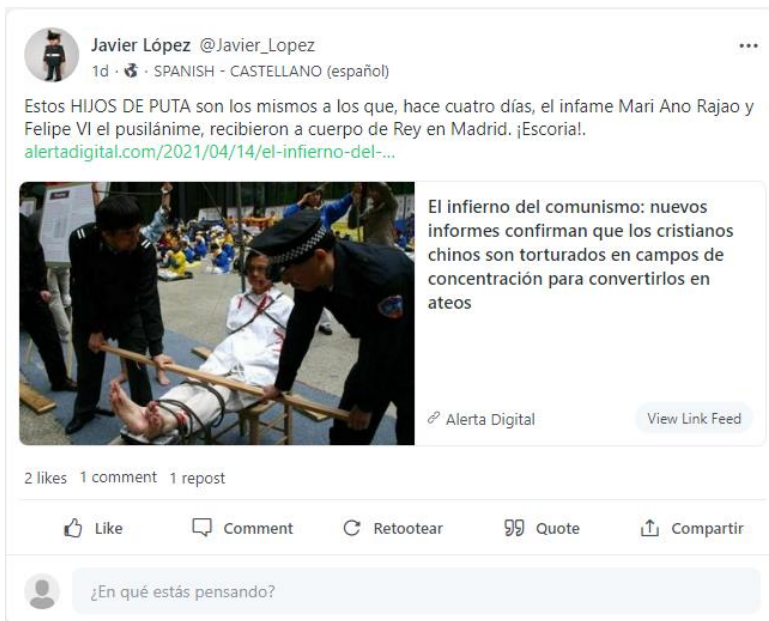 Javier López @Javier_Lopez
1d · · SPANISH - CASTELLANO (español)
Estos HIJOS DE PUTA son los mismos a los que, hace cuatro días, el infame Mari Ano Rajao y
Felipe VI el pusilánime, recibieron a cuerpo de Rey en Madrid. ¡Escoria!.
alertadigital.com/2021/04/14/el-infierno-del-...
El infierno del comunismo: nuevos
informes confirman que los cristianos
chinos son torturados en campos de
concentración para convertirlos en
ateos
Alerta Digital
View Link Feed
2 likes 1 comment 1 repost
Like Comment Retootear Quote Compartir
¿En qué estás pensando?